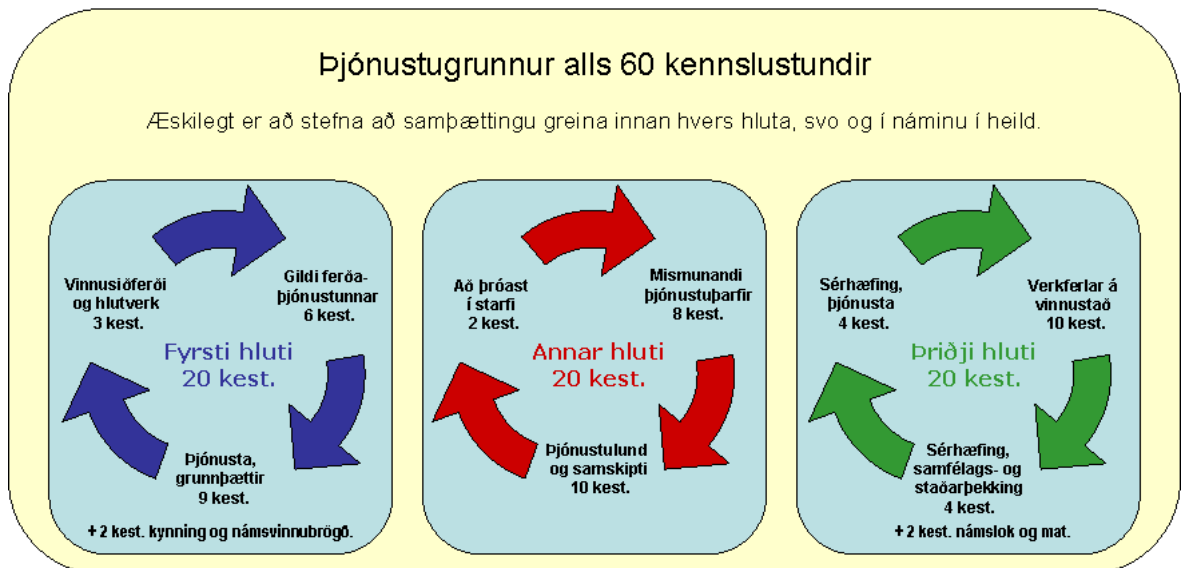 Þjónustugrunnur alls 60 kennslustundir
Æskilegt er að stefna að samþættingu greina innan hvers hluta, svo og í náminu í heild.
Vinnusiðferði
og hlutverk
3 kest.
Gildi ferða-
þjónustunnar
6 kest.
Fyrsti hluti
20 kest.
Þjónusta,
grunnþættir
9 kest.
+ 2 kest. kynning og námsvinnubrögð.
Að þróast
í starfi
2 kest.
Mismunandi
þjónustuþarfir
8 kest.
Annar hluti
20 kest.
Þjónustulund
og samskipti
10 kest.
Sérhæfing,
þjónusta
4 kest.
Verkferlar á
vinnustað
10 kest.
Þriðji hluti
20 kest.
Sérhæfing,
samfélags- og
staðarþekking
4 kest.
+ 2 kest. námslok og mat.